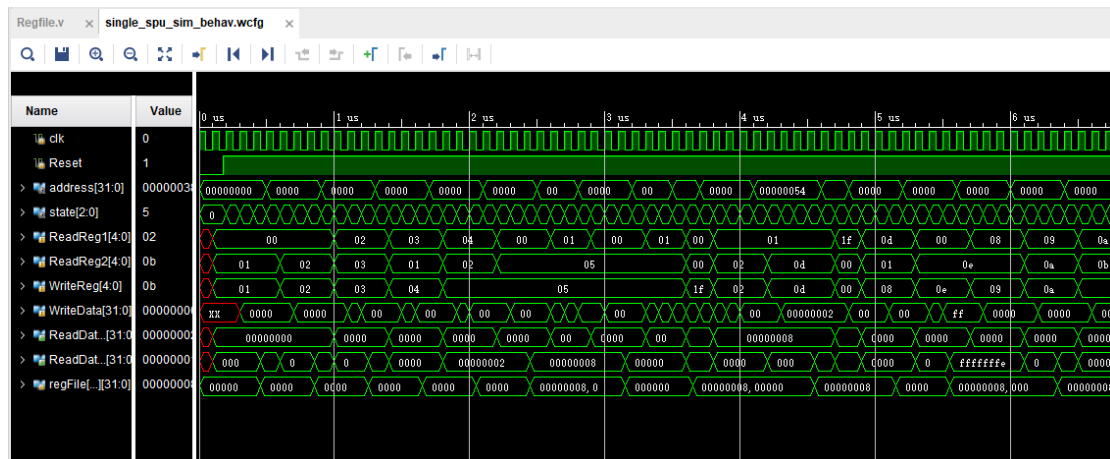 Regfile.v × single_spu_sim_behav.wcfg ×
Name Value 0 us 1 us 2 us 3 us 4 us 5 us 6 us
clk 0
Reset 1
address[31:0] 00000003 00000000 0000 0000 0000 0000 0000 00 0000 00 0000 00000054 0000 0000 0000 0000 0000
state[2:0] 5 0
ReadReg1[4:0] 02 00 02 03 04 00 01 00 01 00 01 1f 0d 00 08 09 0a
ReadReg2[4:0] 0b 01 02 03 01 02 05 00 02 0d 00 01 0e 0a 0b
WriteReg[4:0] 0b 01 02 03 04 05 1f 02 0d 00 08 0e 09 0a
WriteData[31:0] 0000000 XX 0000 0000 00 00 00 00 00 00 00000002 00 00 ff 0000 0000 00
ReadDat...[31:0 0000000 00000000 0000 0000 0000 00 0000 00 00000008 0000 0000 0000 0000 0000
ReadDat...[31:0 0000000 000 0 0 0000 00000002 00000008 00000 0000 000 0000 0 fffffffe 0 0000
regFile[...][31:0] 0000000 00000 0000 0000 0000 0000 0000 00000008, 0 000000 00000008, 00000 00000008 0000 00000008, 000 0000000